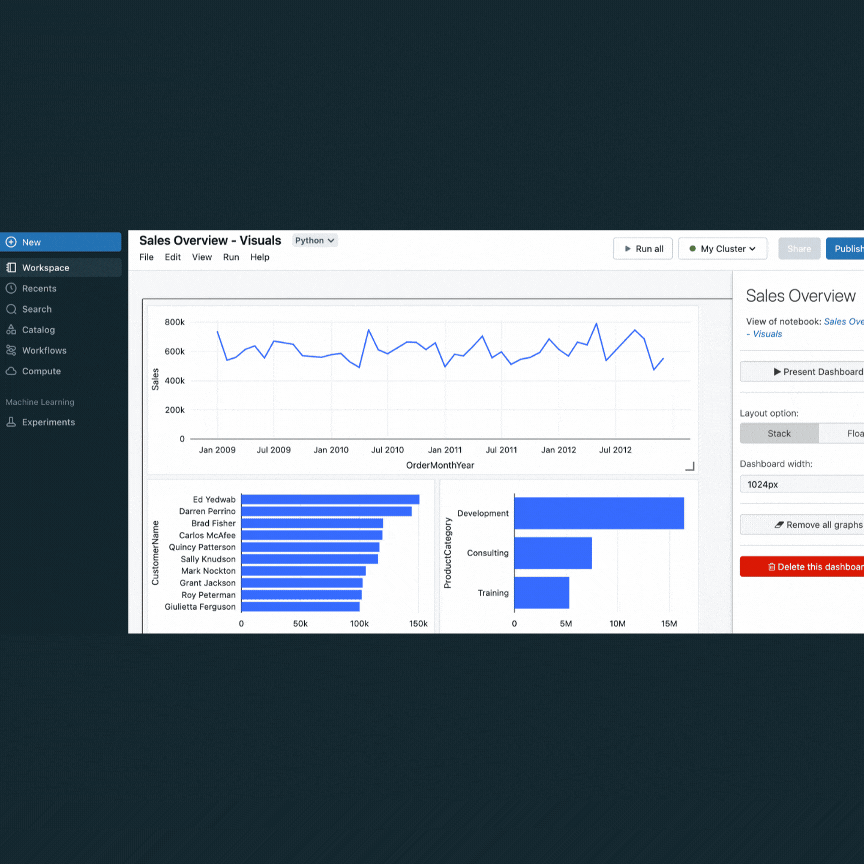 New
Workspace
Recents
Search
Catalog
Workflows
Compute
Machine Learning
Experiments
Sales Overview - Visuals Python
File Edit View Run Help
Run all My Cluster Share Publish
800k
600k
400k
200k
0
Sales
Jan 2009 Jul 2009 Jan 2010 Jul 2010 Jan 2011 Jul 2011 Jan 2012 Jul 2012
OrderMonthYear
CustomerName
Ed Yedwab
Darren Perrino
Brad Fisher
Carlos McAfee
Quincy Patterson
Sally Knudson
Mark Nockton
Grant Jackson
Roy Peterman
Giulietta Ferguson
0 50k 100k 150k
ProductCategory
Development
Consulting
Training
0 5M 10M 15M
Sales Overview
View of notebook: Sales Ove
- Visuals
Present Dashboard
Layout option:
Stack Floa
Dashboard width:
1024px
Remove all graphs
Delete this dashboar